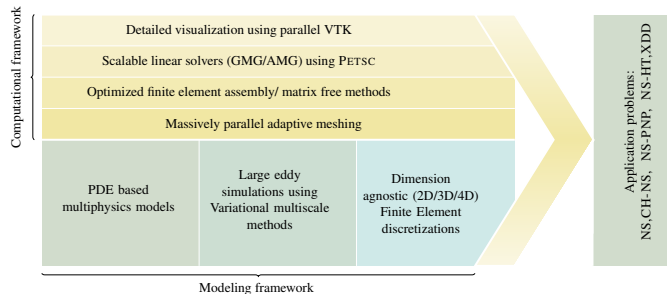 Computational framework
Detailed visualization using parallel VTK
Scalable linear solvers (GMG/AMG) using PETSC
Optimized finite element assembly/ matrix free methods
Massively parallel adaptive meshing
PDE based
multiphysics models
Large eddy
simulations using
Variational multiscale
methods
Dimension
agnostic (2D/3D/4D)
Finite Element
discretizations
Modeling framework
Application problems:
NS,CH-NS, NS-PNP, NS-HT,XDD